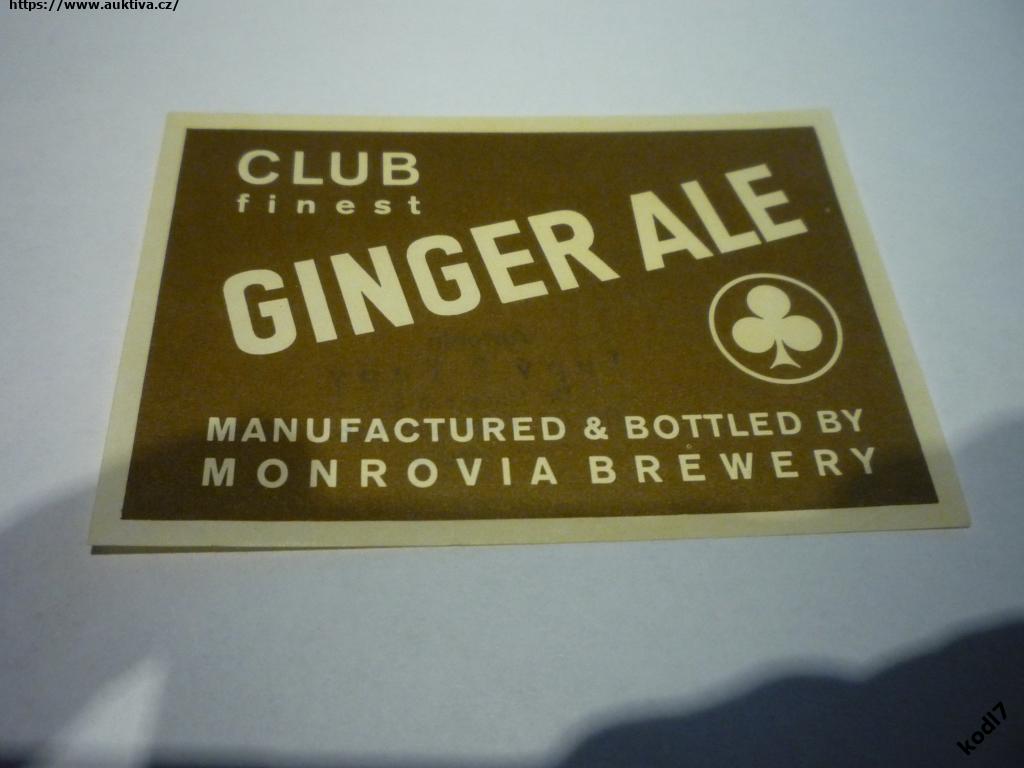 https://www.auktiva.cz/
CLUB
finest
GINGER ALE
MANUFACTURED & BOTTLED BY
MONROVIA BREWERY
kodl7